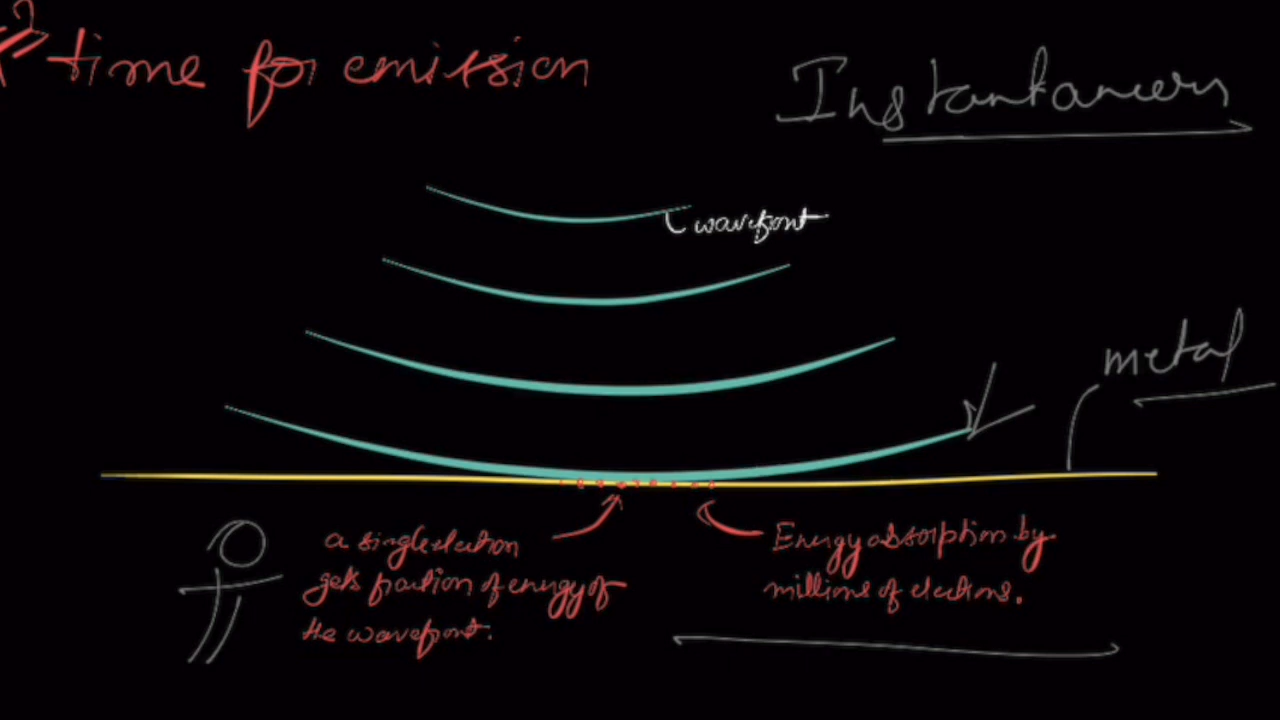 time for emission
Instantaneous
wavefront
metal
a single electron
gets fraction of energy of
the wavefront.
Energy absorption by
millions of electrons.